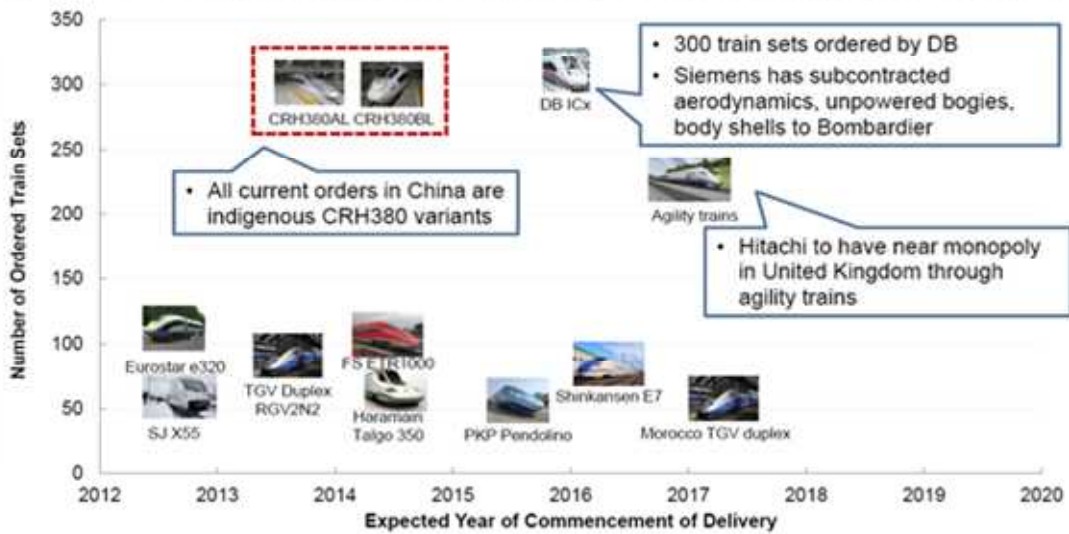 350
300
250
200
150
100
50
0
Number of Ordered Train Sets
CRH380AL CRH380BL
DB ICx
• 300 train sets ordered by DB
• Siemens has subcontracted
aerodynamics, unpowered bogies,
body shells to Bombardier
• All current orders in China are
indigenous CRH380 variants
Agility trains
• Hitachi to have near monopoly
in United Kingdom through
agility trains
Eurostar e320
SJ X55
TGV Duplex
RGV2N2
FS ETR1000
Haramain
Talgo 350
PKP Pendolino
Shinkansen E7
Morocco TGV duplex
2012 2013 2014 2015 2016 2017 2018 2019 2020
Expected Year of Commencement of Delivery